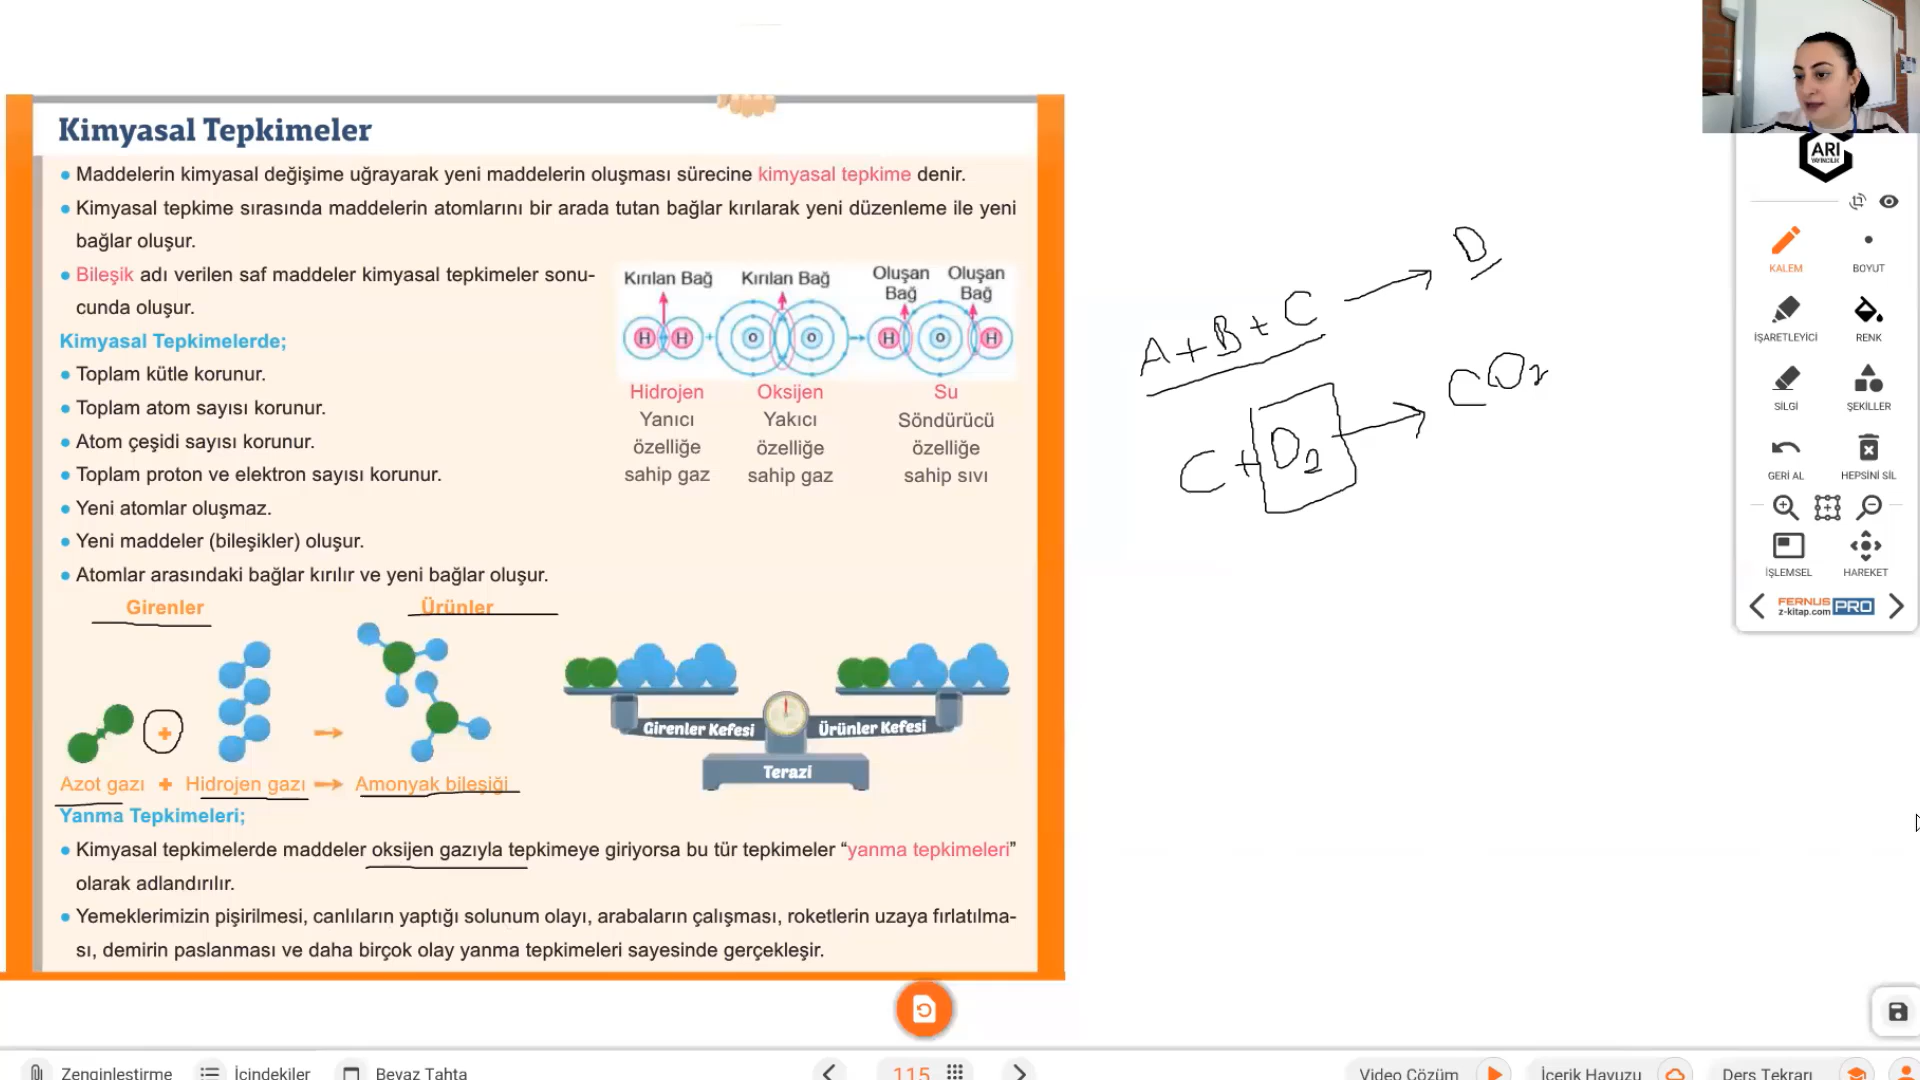 Kimyasal Tepkimeler
• Maddelerin kimyasal değişime uğrayarak yeni maddelerin oluşması sürecine kimyasal tepkime denir.
• Kimyasal tepkime sırasında maddelerin atomlarını bir arada tutan bağlar kırılarak yeni düzenleme ile yeni
bağlar oluşur.
• Bileşik adı verilen saf maddeler kimyasal tepkimeler sonu-
cunda oluşur.
Kırılan Bağ Kırılan Bağ Oluşan Bağ Oluşan Bağ
H H + O O → H O H
Hidrojen
Yanıcı
özelliğe
sahip gaz
Oksijen
Yakıcı
özelliğe
sahip gaz
Su
Söndürücü
özelliğe
sahip sıvı
Kimyasal Tepkimelerde;
• Toplam kütle korunur.
• Toplam atom sayısı korunur.
• Atom çeşidi sayısı korunur.
• Toplam proton ve elektron sayısı korunur.
• Yeni atomlar oluşmaz.
• Yeni maddeler (bileşikler) oluşur.
• Atomlar arasındaki bağlar kırılır ve yeni bağlar oluşur.
Girenler Ürünler
+ →
Azot gazı + Hidrojen gazı → Amonyak bileşiği
Girenler Kefesi Ürünler Kefesi
Terazi
Yanma Tepkimeleri;
• Kimyasal tepkimelerde maddeler oksijen gazıyla tepkimeye giriyorsa bu tür tepkimeler “yanma tepkimeleri”
olarak adlandırılır.
• Yemeklerimizin pişirilmesi, canlıların yaptığı solunum olayı, arabaların çalışması, roketlerin uzaya fırlatılma-
sı, demirin paslanması ve daha birçok olay yanma tepkimeleri sayesinde gerçekleşir.
A + B + C → D
C + O2 → CO2
ARI
YAYINCILIK
KALEM BOYUT
İŞARETLEYİCİ RENK
SİLGİ ŞEKİLLER
GERİ AL HEPSİNİ SİL
İŞLEMSEL HAREKET
FERNUS
z-kitap.com PRO
Zenginleştirme İçindekiler Beyaz Tahta 115 Video Çözüm İçerik Havuzu Ders Tekrarı